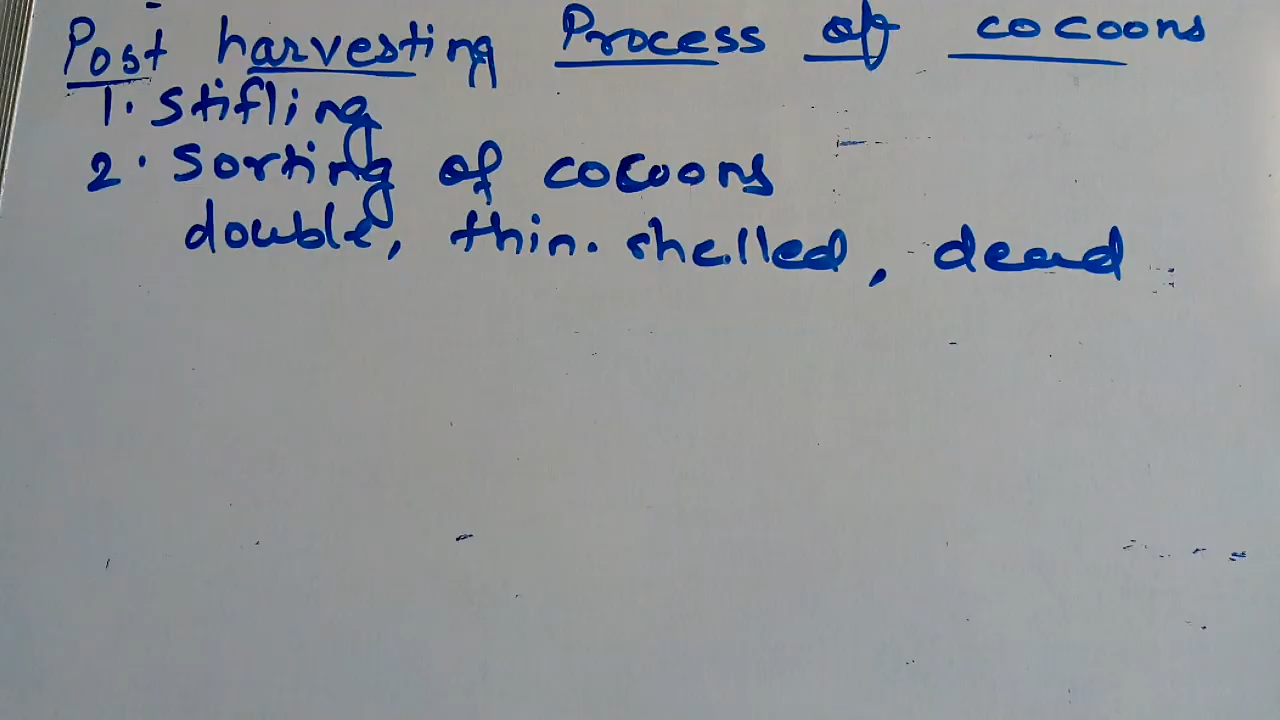 Post harvesting Process of cocoons
1. Stifling
2. Sorting of cocoons
double, thin. shelled, dead